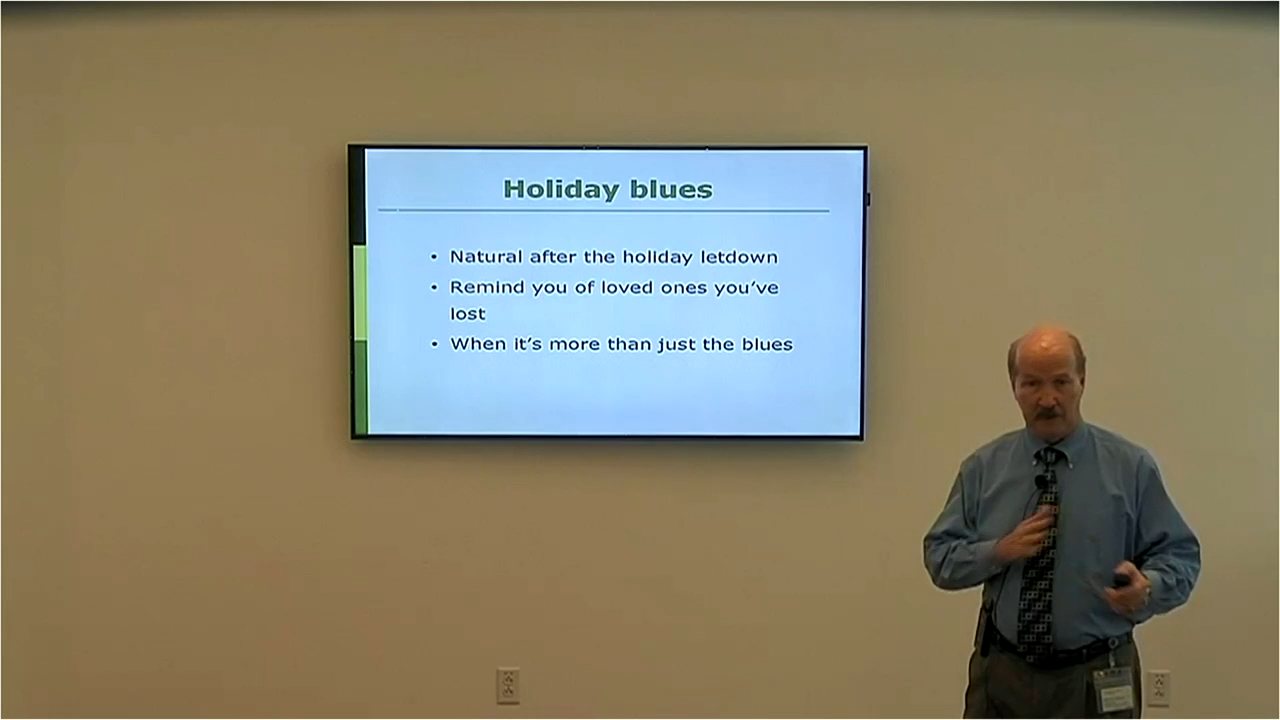 Holiday blues
• Natural after the holiday letdown
• Remind you of loved ones you've
lost
• When it's more than just the blues